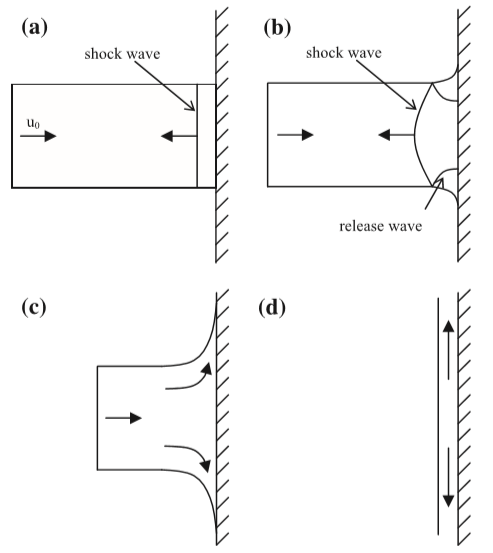 (a)
shock wave
u₀
(b)
shock wave
release wave
(c)
(d)